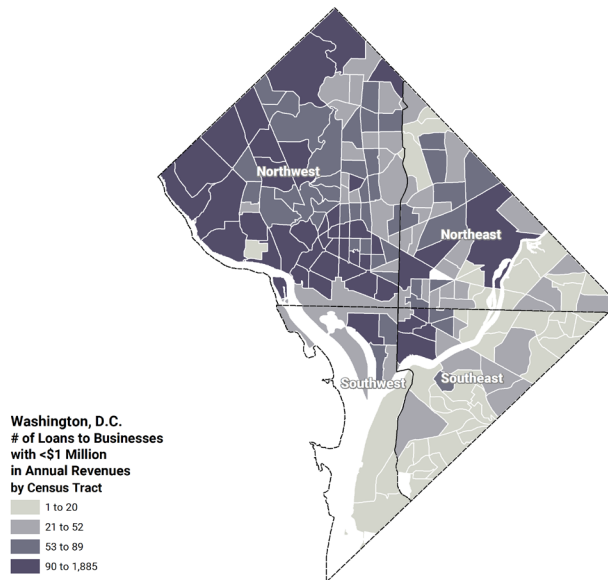 Northwest
Northeast
Southwest
Southeast
Washington, D.C.
# of Loans to Businesses
with <$1 Million
in Annual Revenues
by Census Tract
1 to 20
21 to 52
53 to 89
90 to 1,885